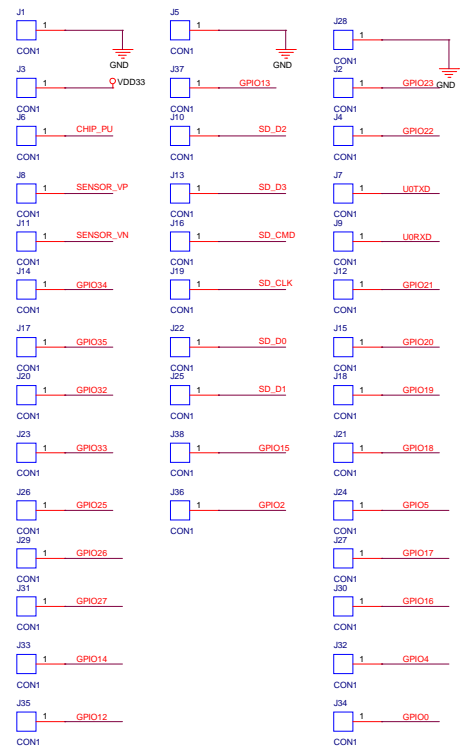 J1
1
CON1
GND
J3
1
VDD33
CON1
J6
1
CHIP_PU
CON1
J8
1
SENSOR_VP
CON1
J11
1
SENSOR_VN
CON1
J14
1
GPIO34
CON1
J17
1
GPIO35
CON1
J20
1
GPIO32
CON1
J23
1
GPIO33
CON1
J26
1
GPIO25
CON1
J29
1
GPIO26
CON1
J31
1
GPIO27
CON1
J33
1
GPIO14
CON1
J35
1
GPIO12
CON1
J5
1
CON1
GND
J37
1
GPIO13
CON1
J10
1
SD_D2
CON1
J13
1
SD_D3
CON1
J16
1
SD_CMD
CON1
J19
1
SD_CLK
CON1
J22
1
SD_D0
CON1
J25
1
SD_D1
CON1
J38
1
GPIO15
CON1
J36
1
GPIO2
CON1
J28
1
CON1
GND
J2
1
GPIO23
CON1
J4
1
GPIO22
CON1
J7
1
U0TXD
CON1
J9
1
U0RXD
CON1
J12
1
GPIO21
CON1
J15
1
GPIO20
CON1
J18
1
GPIO19
CON1
J21
1
GPIO18
CON1
J24
1
GPIO5
CON1
J27
1
GPIO17
CON1
J30
1
GPIO16
CON1
J32
1
GPIO4
CON1
J34
1
GPIO0
CON1